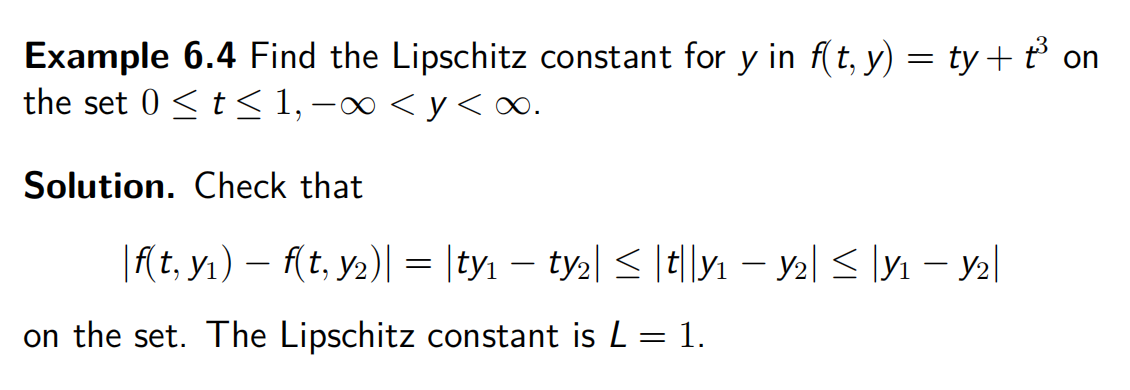 Example 6.4 Find the Lipschitz constant for y in f(t, y) = ty + t³ on
the set 0 ≤ t ≤ 1, −∞ < y < ∞.
Solution. Check that
|f(t, y₁) − f(t, y₂)| = |ty₁ − ty₂| ≤ |t||y₁ − y₂| ≤ |y₁ − y₂|
on the set. The Lipschitz constant is L = 1.